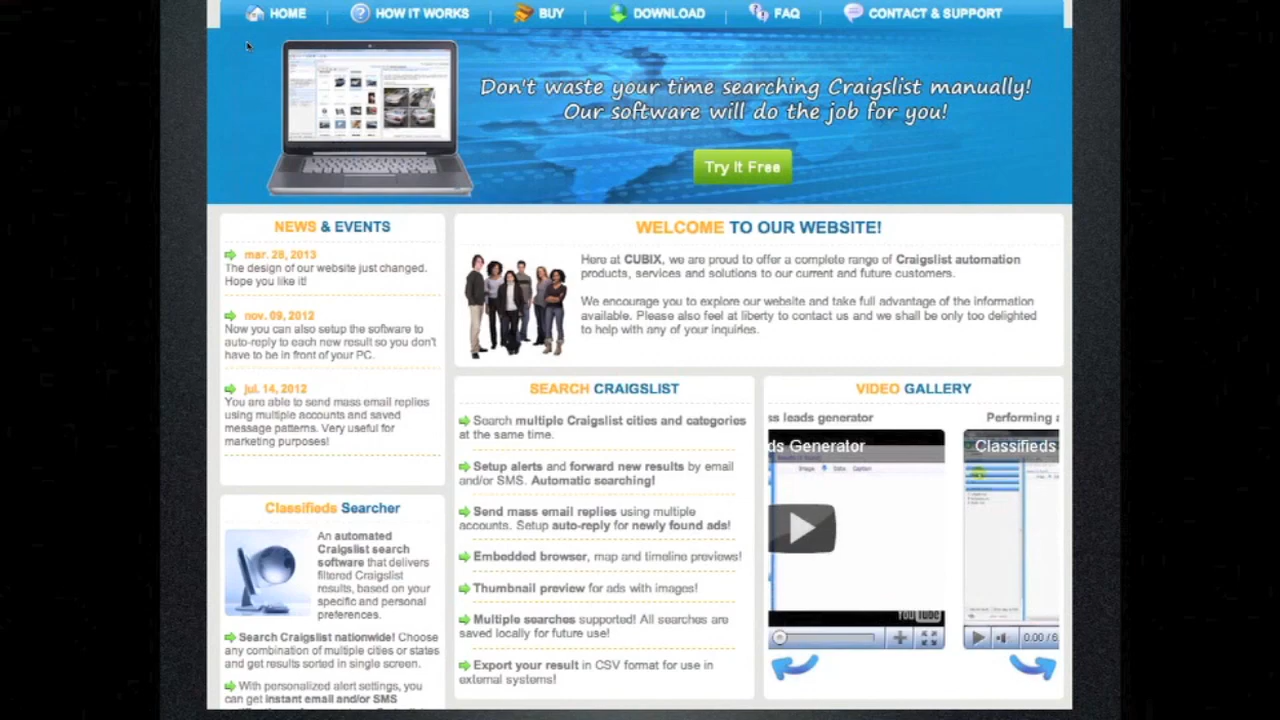 HOME | HOW IT WORKS | BUY | DOWNLOAD | FAQ | CONTACT & SUPPORT
Don't waste your time searching Craigslist manually!
Our software will do the job for you!
Try It Free
NEWS & EVENTS
mar. 28, 2013
The design of our website just changed.
Hope you like it!
nov. 09, 2012
Now you can also setup the software to
auto-reply to each new result so you don't
have to be in front of your PC.
jul. 14, 2012
You are able to send mass email replies
using multiple accounts and saved
message patterns. Very useful for
marketing purposes!
Classifieds Searcher
An automated
Craigslist search
software that delivers
filtered Craigslist
results, based on your
specific and personal
preferences.
Search Craigslist nationwide! Choose
any combination of multiple cities or states
and get results sorted in single screen.
With personalized alert settings, you
can get instant email and/or SMS
WELCOME TO OUR WEBSITE!
Here at CUBIX, we are proud to offer a complete range of Craigslist automation
products, services and solutions to our current and future customers.
We encourage you to explore our website and take full advantage of the information
available. Please also feel at liberty to contact us and we shall be only too delighted
to help with any of your inquiries.
SEARCH CRAIGSLIST
Search multiple Craigslist cities and categories
at the same time.
Setup alerts and forward new results by email
and/or SMS. Automatic searching!
Send mass email replies using multiple
accounts. Setup auto-reply for newly found ads!
Embedded browser, map and timeline previews!
Thumbnail preview for ads with images!
Multiple searches supported! All searches are
saved locally for future use!
Export your result in CSV format for use in
external systems!
VIDEO GALLERY
ss leads generator
Performing a
ds Generator
Classifieds
Image Date Caption
YouTube
0:00 / 6